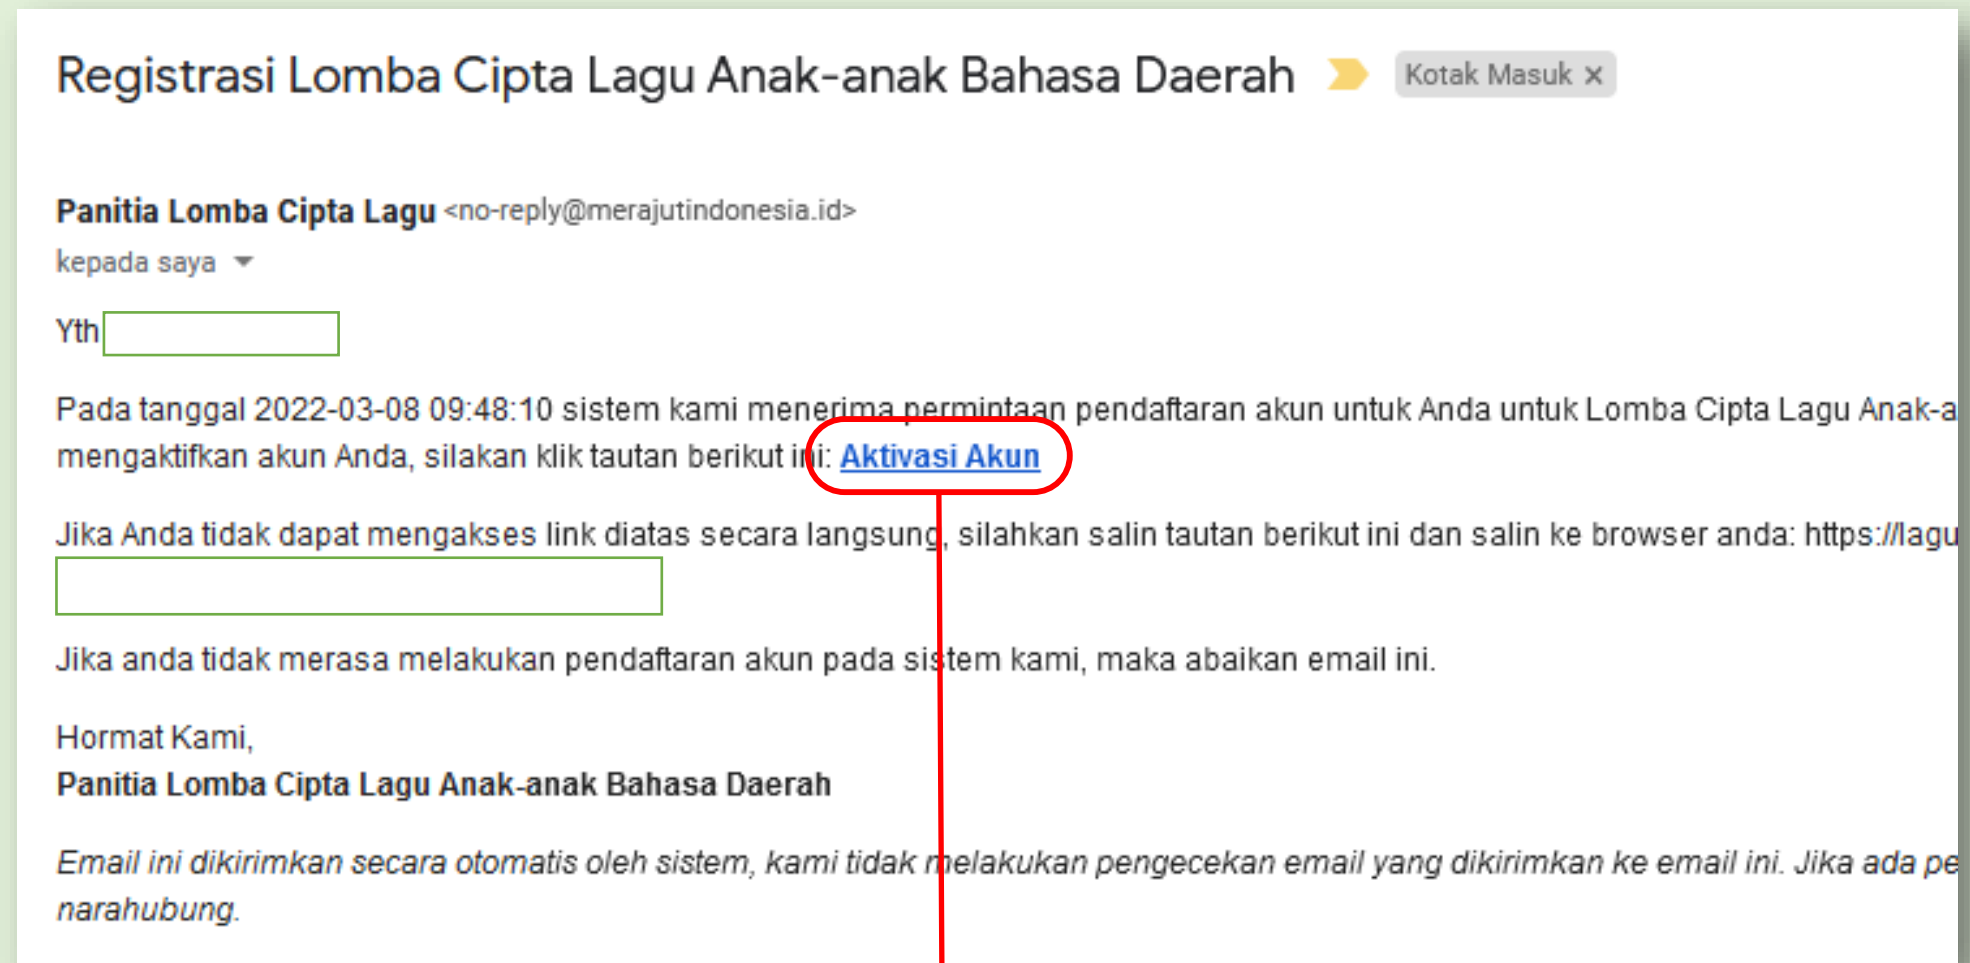 Registrasi Lomba Cipta Lagu Anak-anak Bahasa Daerah Kotak Masuk ×
Panitia Lomba Cipta Lagu <no-reply@merajutindonesia.id>
kepada saya
Yth
Pada tanggal 2022-03-08 09:48:10 sistem kami menerima permintaan pendaftaran akun untuk Anda untuk Lomba Cipta Lagu Anak-a
mengaktifkan akun Anda, silakan klik tautan berikut ini: Aktivasi Akun
Jika Anda tidak dapat mengakses link diatas secara langsung, silahkan salin tautan berikut ini dan salin ke browser anda: https://lagu
Jika anda tidak merasa melakukan pendaftaran akun pada sistem kami, maka abaikan email ini.
Hormat Kami,
Panitia Lomba Cipta Lagu Anak-anak Bahasa Daerah
Email ini dikirimkan secara otomatis oleh sistem, kami tidak melakukan pengecekan email yang dikirimkan ke email ini. Jika ada pe
narahubung.